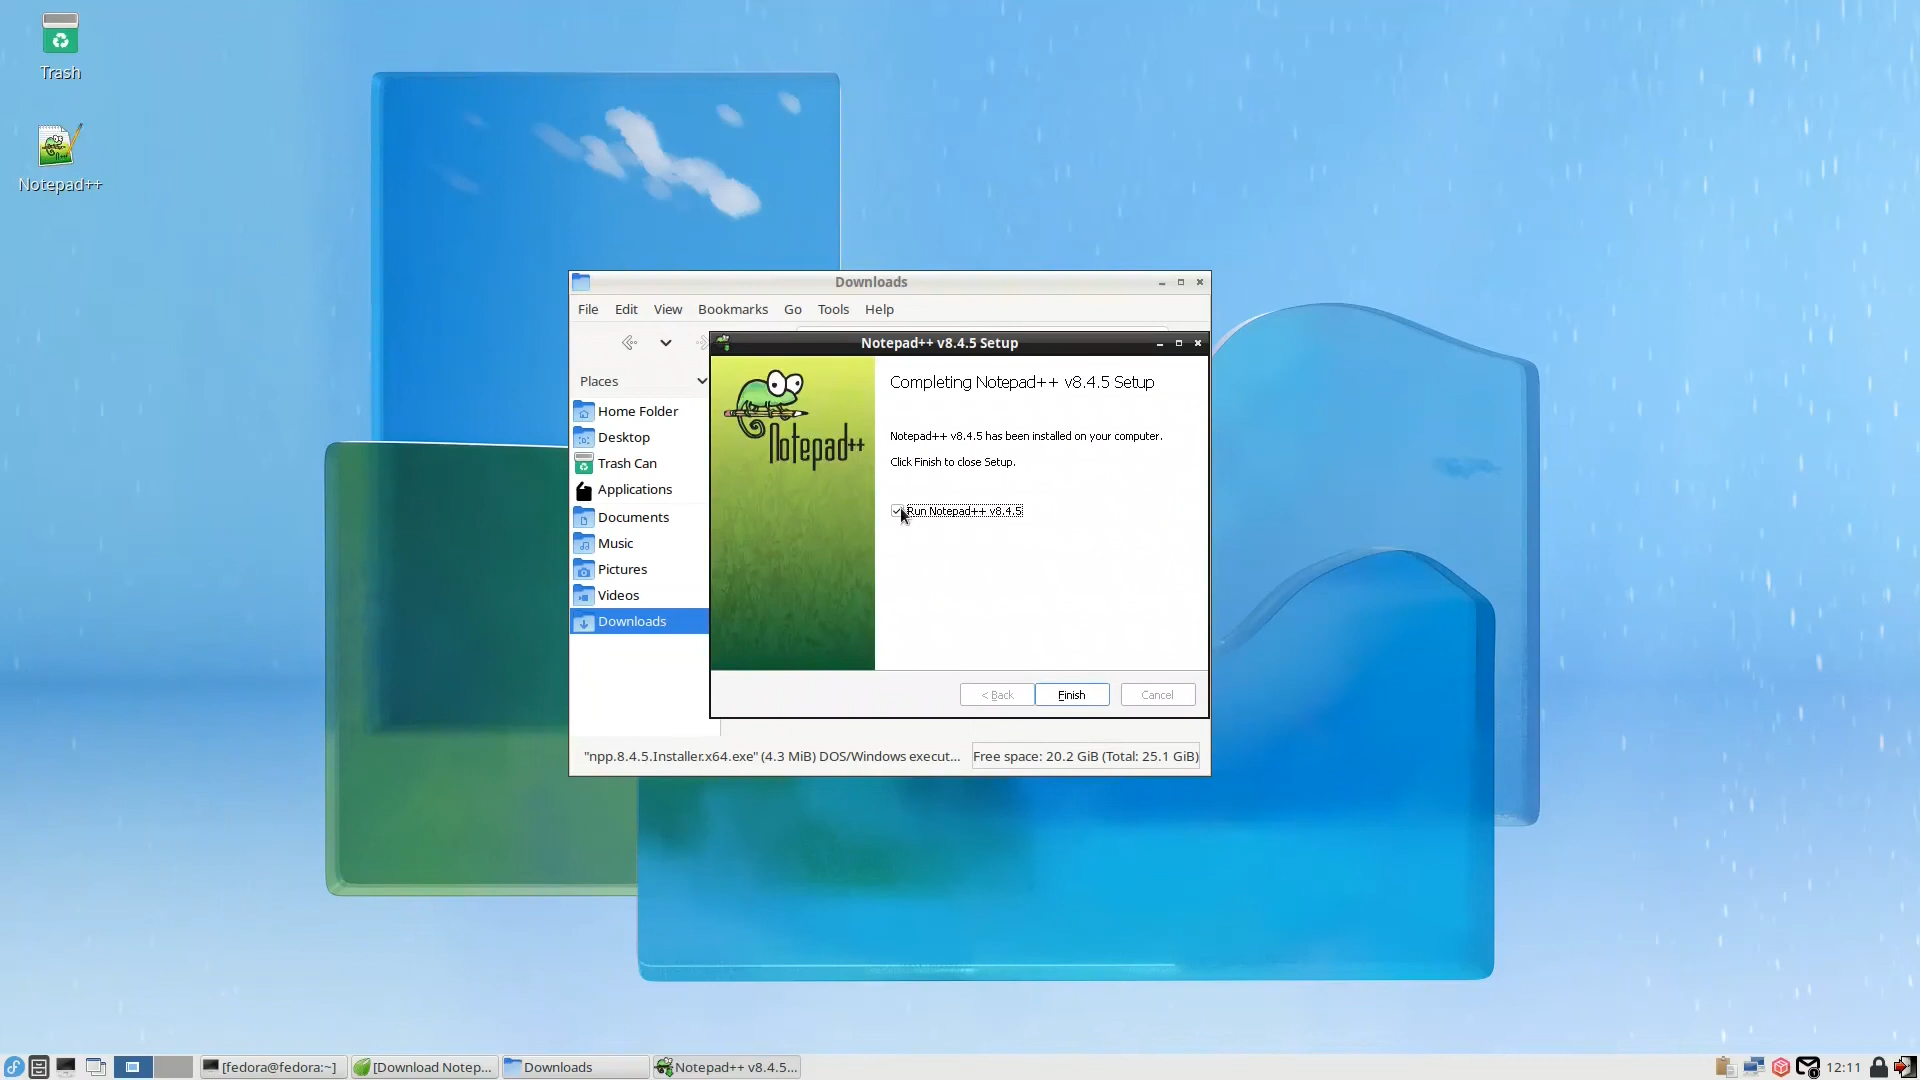 Trash
Notepad++
Downloads
File Edit View Bookmarks Go Tools Help
Notepad++ v8.4.5 Setup
Places
Home Folder
Desktop
Trash Can
Applications
Documents
Music
Pictures
Videos
Downloads
Notepad++
Completing Notepad++ v8.4.5 Setup
Notepad++ v8.4.5 has been installed on your computer.
Click Finish to close Setup.
Run Notepad++ v8.4.5
< Back Finish Cancel
"npp.8.4.5.Installer.x64.exe" (4.3 MiB) DOS/Windows execut... Free space: 20.2 GiB (Total: 25.1 GiB)
[fedora@fedora:~] [Download Notep... Downloads Notepad++ v8.4.5... 12:11